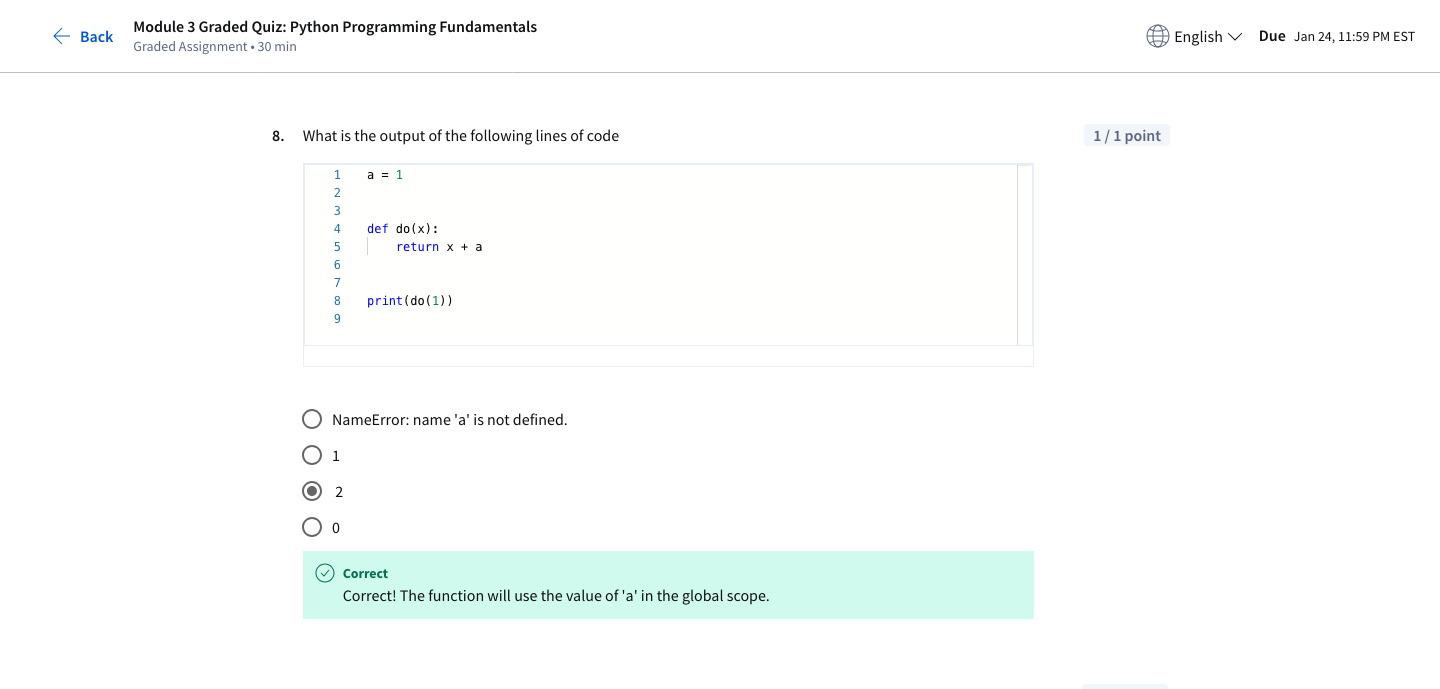 Back
Module 3 Graded Quiz: Python Programming Fundamentals
Graded Assignment • 30 min
English
Due Jan 24, 11:59 PM EST
8. What is the output of the following lines of code
1 / 1 point
1 a = 1
2
3
4 def do(x):
5     return x + a
6
7
8 print(do(1))
9
NameError: name 'a' is not defined.
1
2
0
Correct
Correct! The function will use the value of 'a' in the global scope.